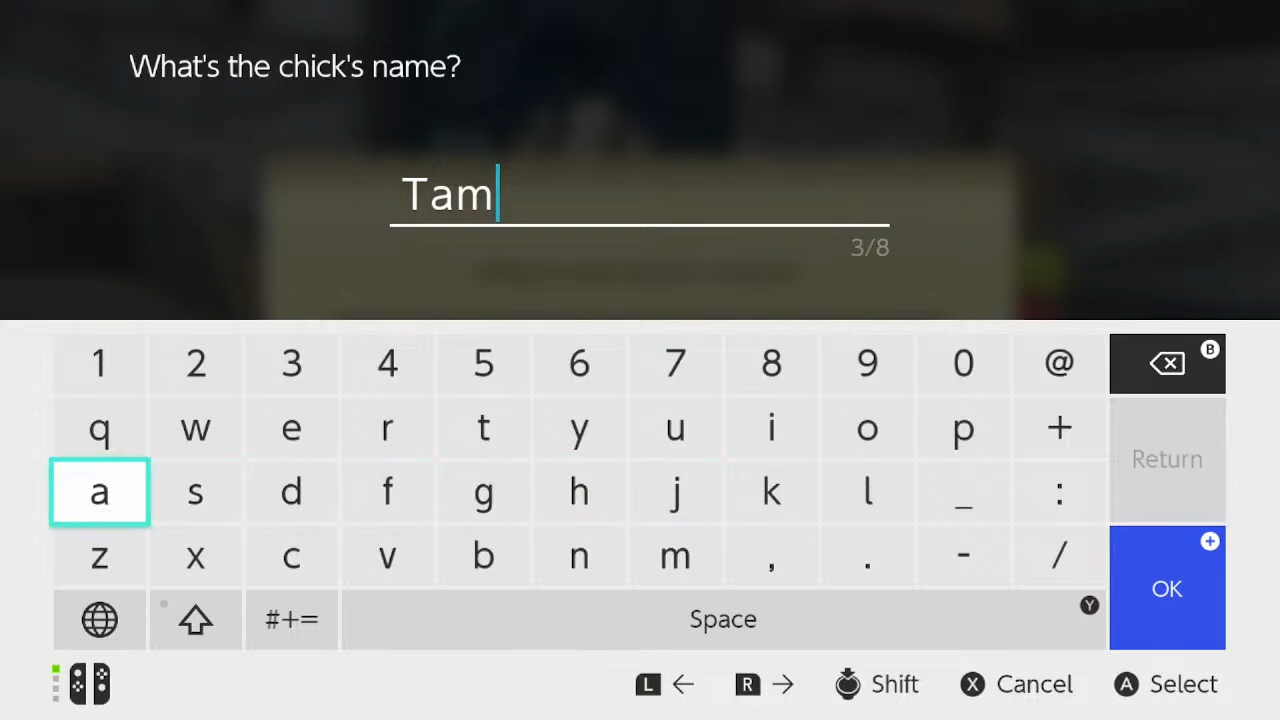 What's the chick's name?
Tam
3/8
1 2 3 4 5 6 7 8 9 0 @ B
q w e r t y u i o p +
Return
a s d f g h j k l _ :
z x c v b n m , . - / +
OK
#+= Space Y
L ← R → Shift X Cancel A Select